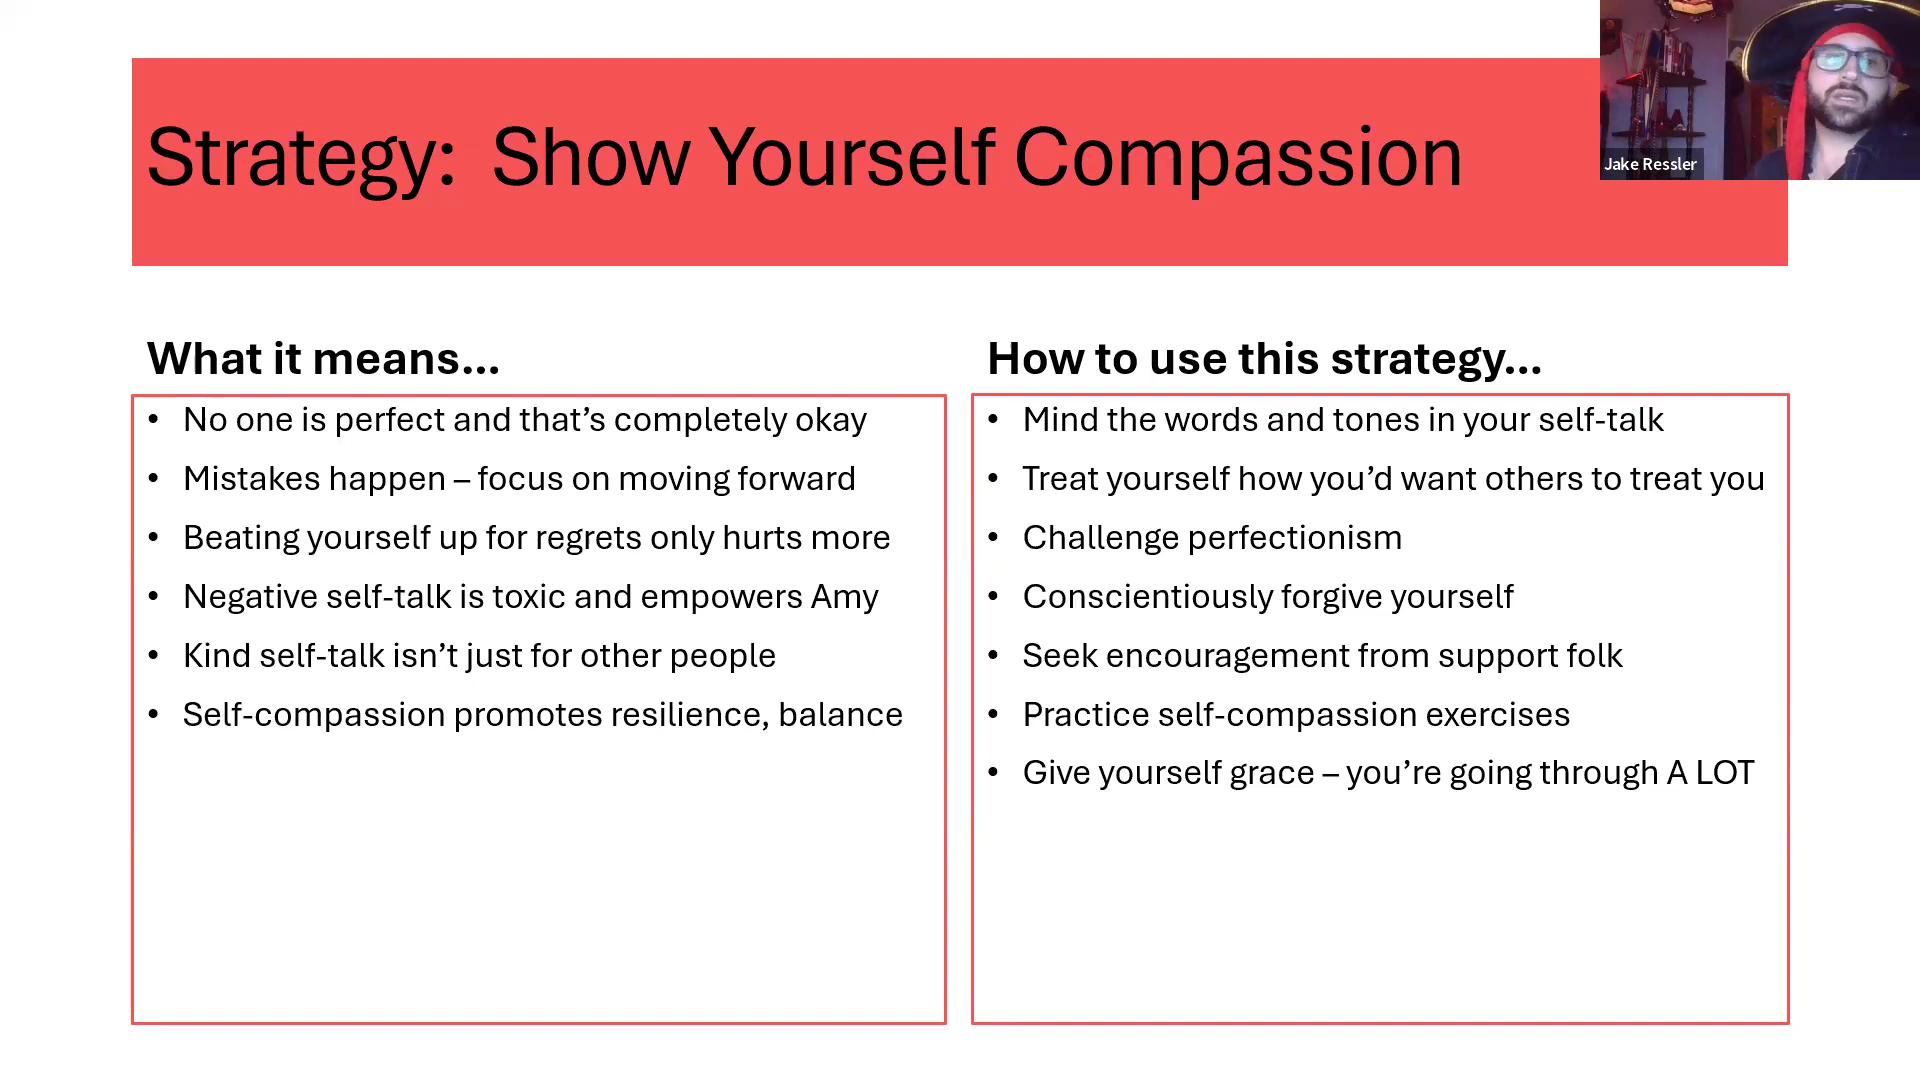 Strategy:  Show Yourself Compassion
Jake Ressler
What it means...
• No one is perfect and that’s completely okay
• Mistakes happen – focus on moving forward
• Beating yourself up for regrets only hurts more
• Negative self-talk is toxic and empowers Amy
• Kind self-talk isn’t just for other people
• Self-compassion promotes resilience, balance
How to use this strategy...
• Mind the words and tones in your self-talk
• Treat yourself how you’d want others to treat you
• Challenge perfectionism
• Conscientiously forgive yourself
• Seek encouragement from support folk
• Practice self-compassion exercises
• Give yourself grace – you’re going through A LOT